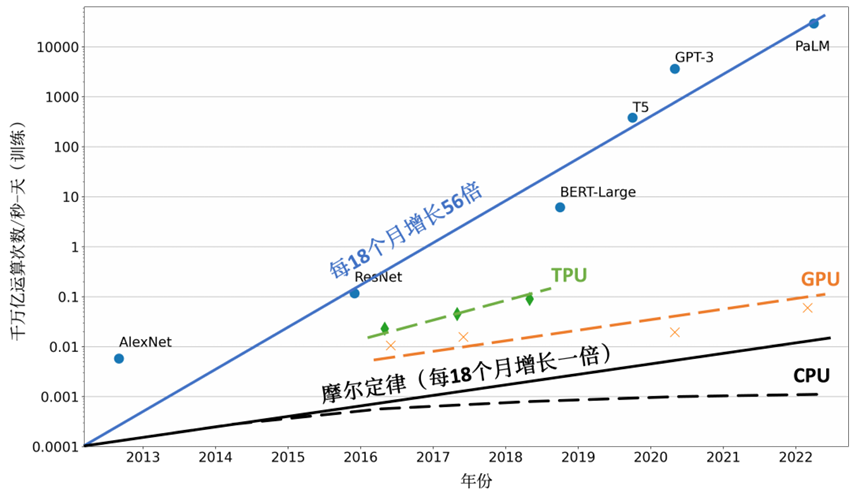 千万亿运算次数/秒-天（训练）
10000
1000
100
10
1
0.1
0.01
0.001
0.0001
PaLM
GPT-3
T5
BERT-Large
每18个月增长56倍
ResNet
TPU
GPU
AlexNet
摩尔定律（每18个月增长一倍）
CPU
2013
2014
2015
2016
2017
2018
2019
2020
2021
2022
年份